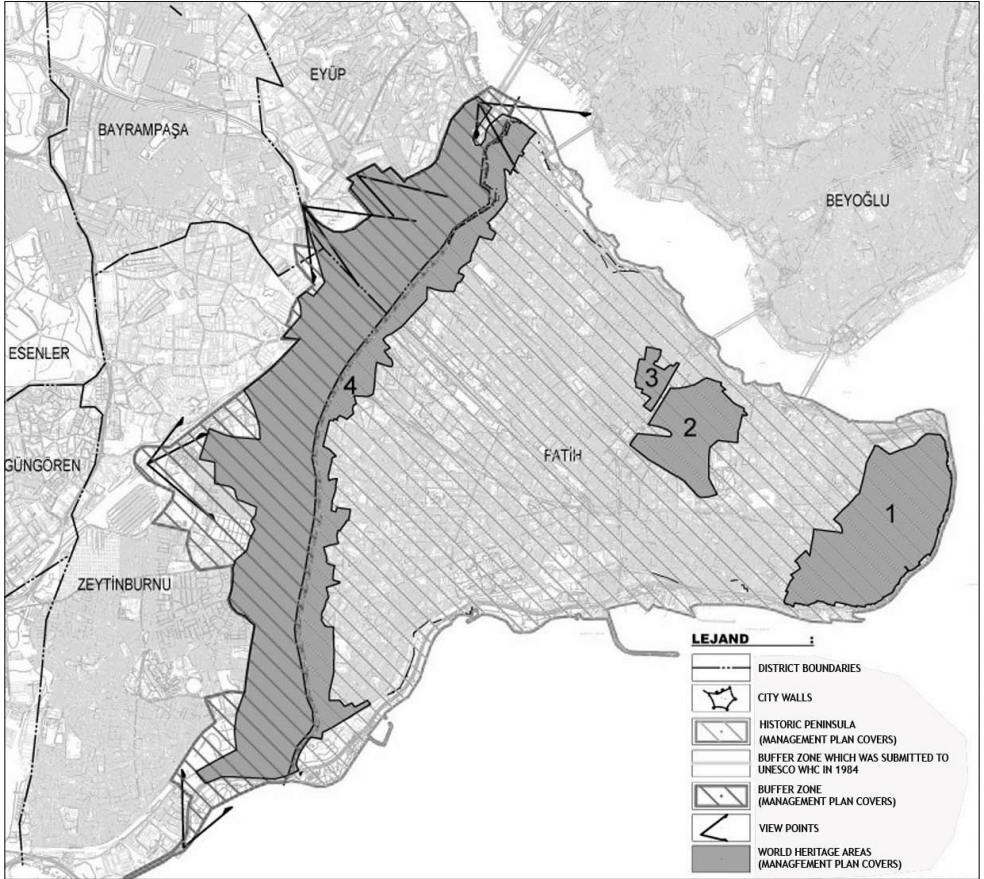 EYÜP
BAYRAMPAŞA
BEYOĞLU
ESENLER
3
4
2
FATİH
GÜNGÖREN
1
ZEYTİNBURNU
LEJAND :
DISTRICT BOUNDARIES
CITY WALLS
HISTORIC PENINSULA
(MANAGEMENT PLAN COVERS)
BUFFER ZONE WHICH WAS SUBMITTED TO
UNESCO WHC IN 1984
BUFFER ZONE
(MANAGEMENT PLAN COVERS)
VIEW POINTS
WORLD HERITAGE AREAS
(MANAGFEMENT PLAN COVERS)